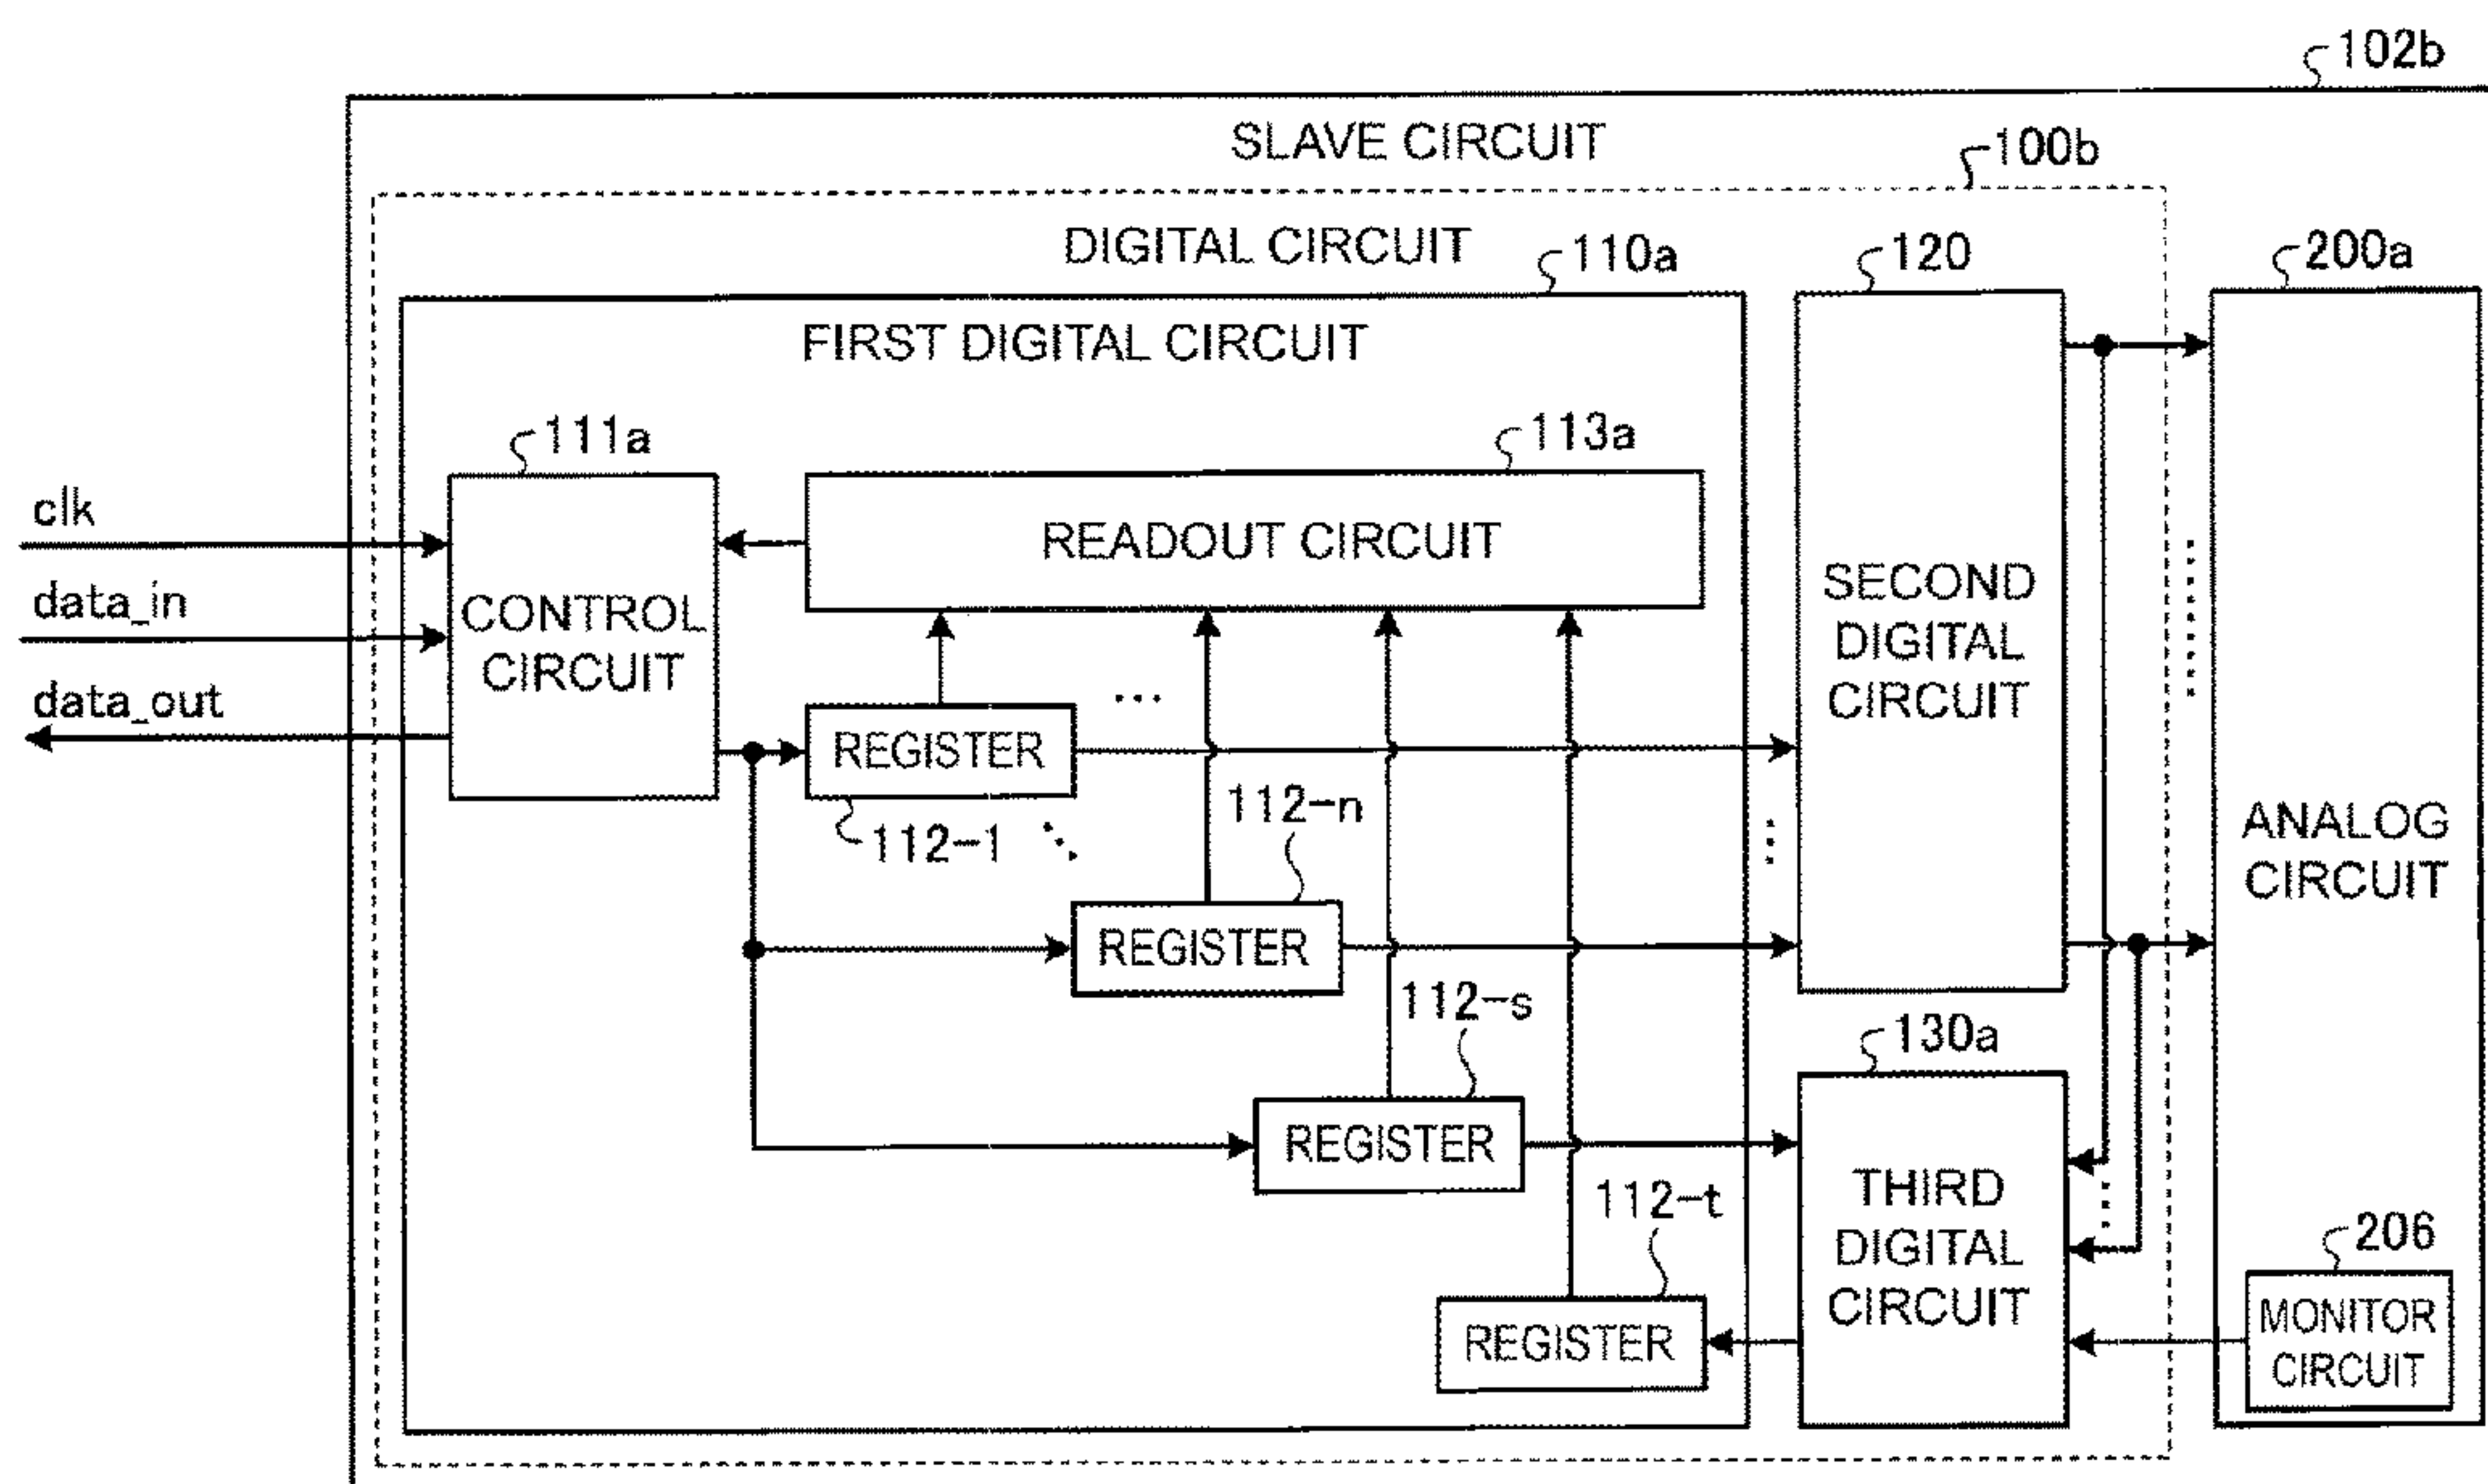 102b
SLAVE CIRCUIT
100b
DIGITAL CIRCUIT
110a
120
200a
FIRST DIGITAL CIRCUIT
111a
113a
clk
data_in
data_out
CONTROL
CIRCUIT
READOUT CIRCUIT
SECOND
DIGITAL
CIRCUIT
...
REGISTER
112-1
112-n
ANALOG
CIRCUIT
REGISTER
112-s
130a
REGISTER
THIRD
DIGITAL
CIRCUIT
112-t
206
REGISTER
MONITOR
CIRCUIT